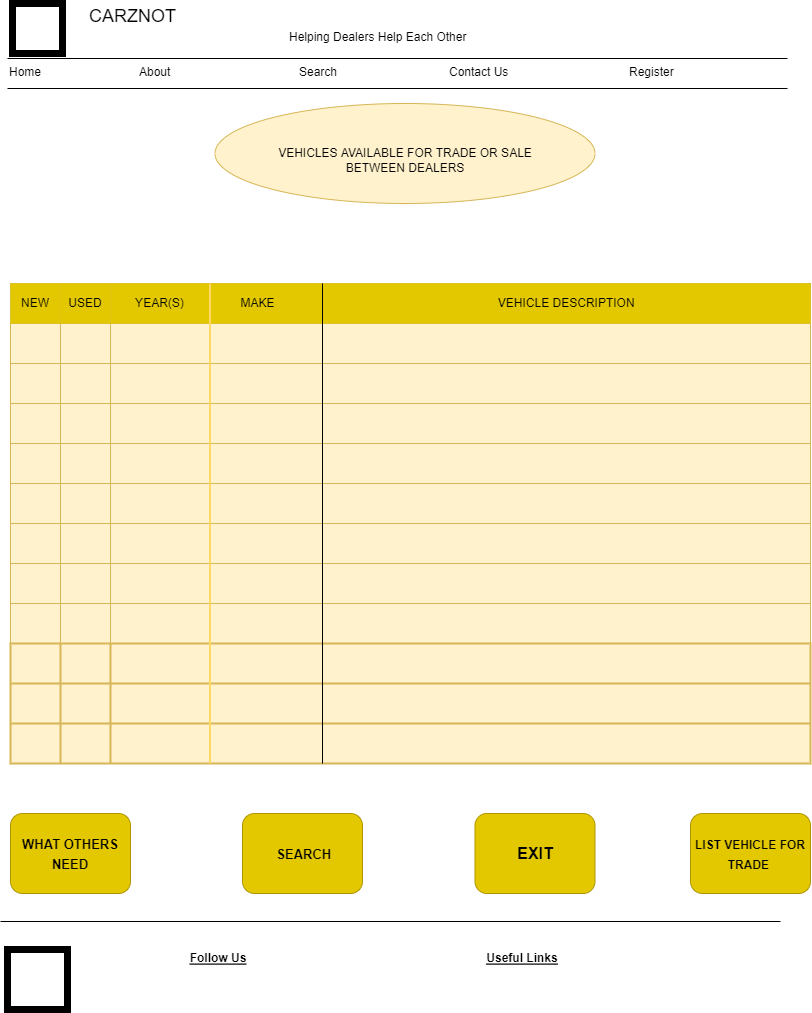 CARZNOT
Helping Dealers Help Each Other
Home About Search Contact Us Register
VEHICLES AVAILABLE FOR TRADE OR SALE
BETWEEN DEALERS
NEW USED YEAR(S) MAKE VEHICLE DESCRIPTION
WHAT OTHERS
NEED
SEARCH
EXIT
LIST VEHICLE FOR
TRADE
Follow Us Useful Links